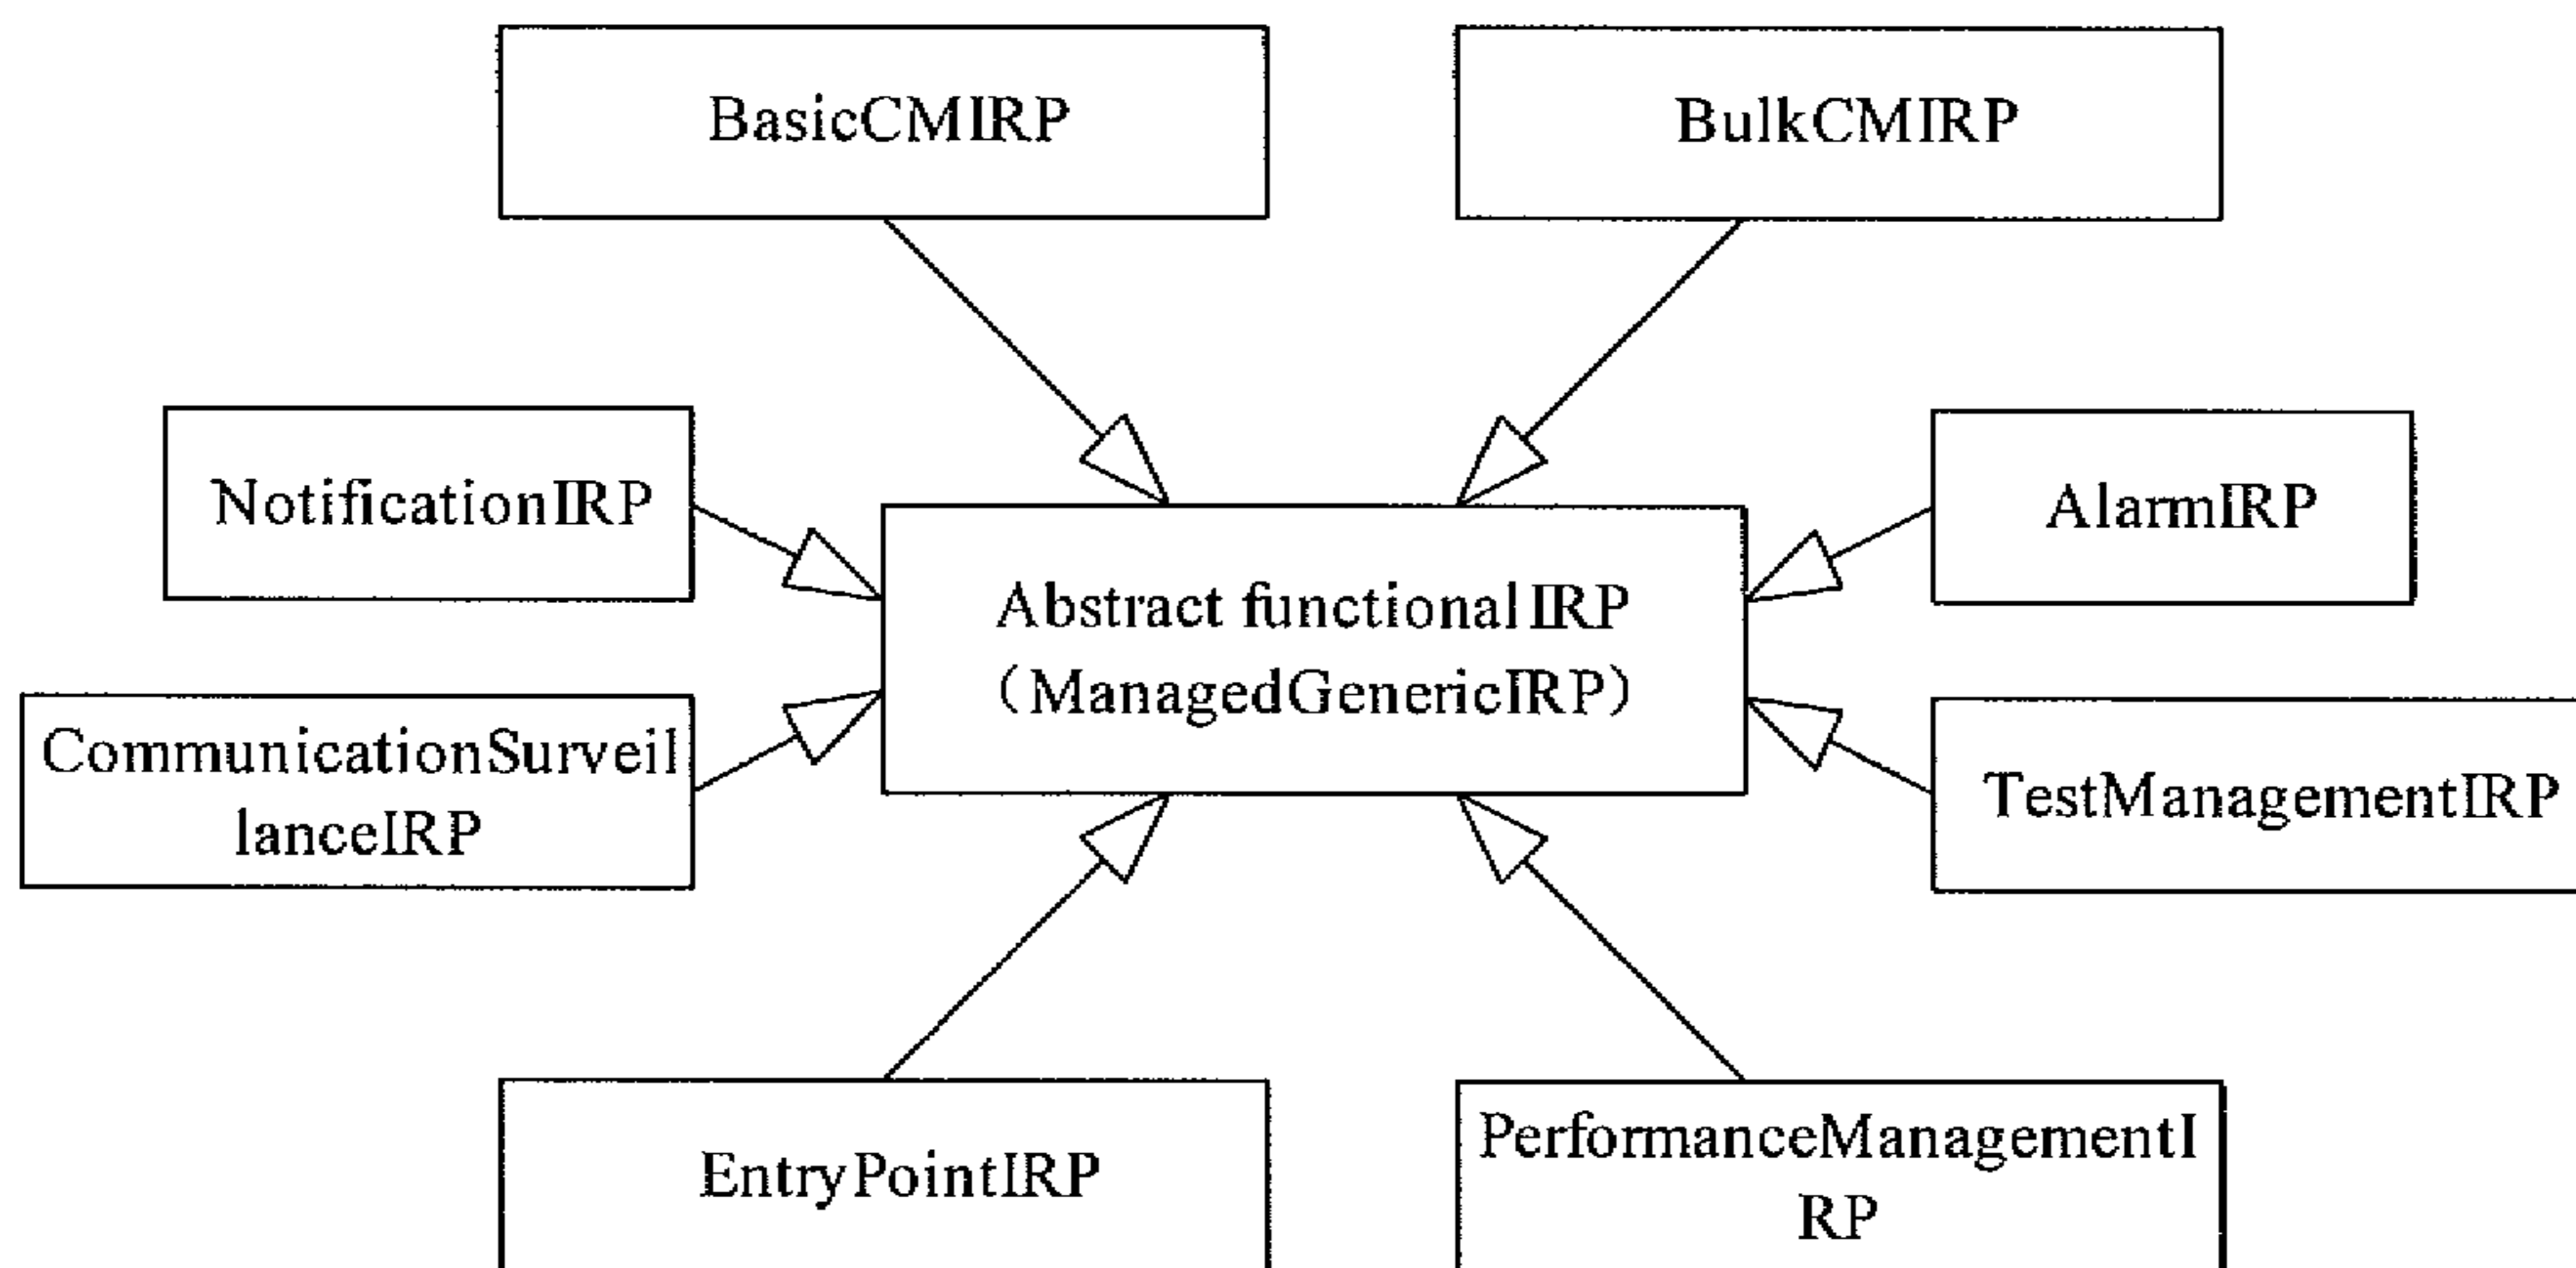 BasicCMIRP
BulkCMIRP
NotificationIRP
AlarmIRP
Abstract functional IRP
（ManagedGenericIRP）
CommunicationSurveil
lanceIRP
TestManagementIRP
EntryPointIRP
PerformanceManagementI
RP